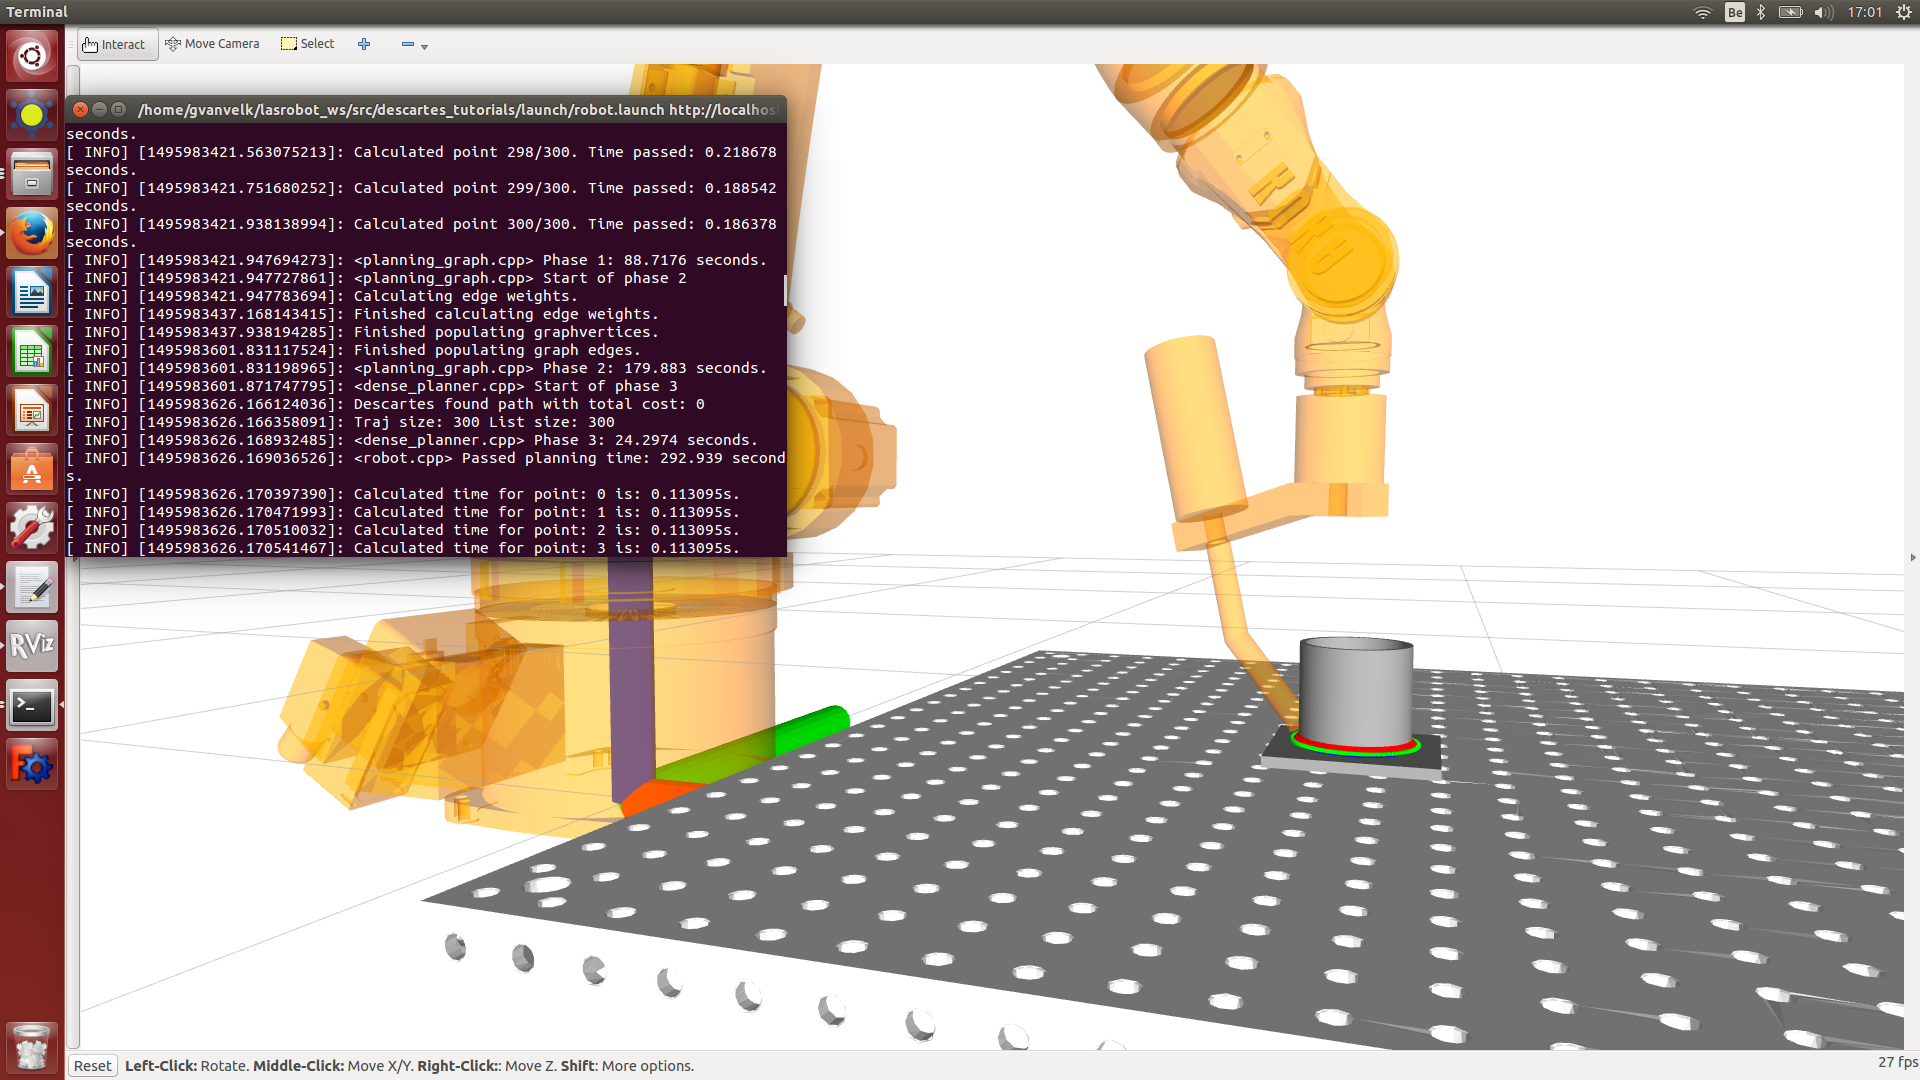 Terminal
Be
17:01
Interact
Move Camera
Select
/home/gvanvelk/lasrobot_ws/src/descartes_tutorials/launch/robot.launch http://localhos
seconds.
[ INFO] [1495983421.563075213]: Calculated point 298/300. Time passed: 0.218678
seconds.
[ INFO] [1495983421.751680252]: Calculated point 299/300. Time passed: 0.188542
seconds.
[ INFO] [1495983421.938138994]: Calculated point 300/300. Time passed: 0.186378
seconds.
[ INFO] [1495983421.947694273]: <planning_graph.cpp> Phase 1: 88.7176 seconds.
[ INFO] [1495983421.947727861]: <planning_graph.cpp> Start of phase 2
[ INFO] [1495983421.947783694]: Calculating edge weights.
[ INFO] [1495983437.168143415]: Finished calculating edge weights.
[ INFO] [1495983437.938194285]: Finished populating graphvertices.
[ INFO] [1495983601.831117524]: Finished populating graph edges.
[ INFO] [1495983601.831198965]: <planning_graph.cpp> Phase 2: 179.883 seconds.
[ INFO] [1495983601.871747795]: <dense_planner.cpp> Start of phase 3
[ INFO] [1495983626.166124036]: Descartes found path with total cost: 0
[ INFO] [1495983626.166358091]: Traj size: 300 List size: 300
[ INFO] [1495983626.168932485]: <dense_planner.cpp> Phase 3: 24.2974 seconds.
[ INFO] [1495983626.169036526]: <robot.cpp> Passed planning time: 292.939 second
s.
[ INFO] [1495983626.170397390]: Calculated time for point: 0 is: 0.113095s.
[ INFO] [1495983626.170471993]: Calculated time for point: 1 is: 0.113095s.
[ INFO] [1495983626.170510032]: Calculated time for point: 2 is: 0.113095s.
[ INFO] [1495983626.170541467]: Calculated time for point: 3 is: 0.113095s.
RViz
>_
Reset
Left-Click: Rotate. Middle-Click: Move X/Y. Right-Click:: Move Z. Shift: More options.
27 fps